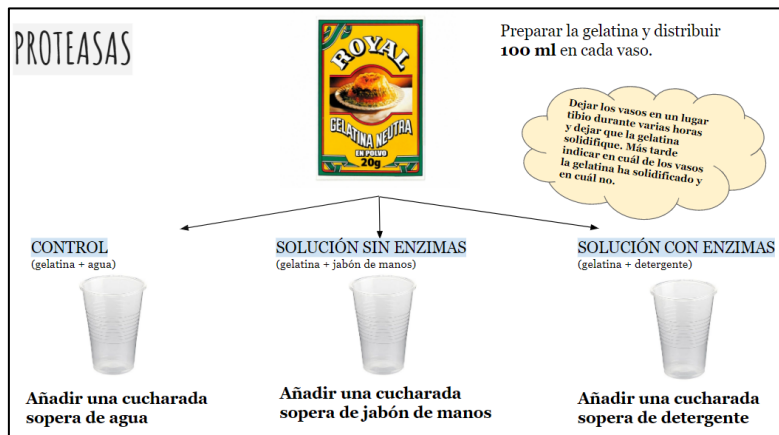 PROTEASAS
ROYAL
GELATINA NEUTRA
EN POLVO
20g
Preparar la gelatina y distribuir
100 ml en cada vaso.
Dejar los vasos en un lugar
tibio durante varias horas
y dejar que la gelatina
solidifique. Más tarde
indicar en cuál de los vasos
la gelatina ha solidificado y
en cuál no.
CONTROL
(gelatina + agua)
SOLUCIÓN SIN ENZIMAS
(gelatina + jabón de manos)
SOLUCIÓN CON ENZIMAS
(gelatina + detergente)
Añadir una cucharada
sopera de agua
Añadir una cucharada
sopera de jabón de manos
Añadir una cucharada
sopera de detergente